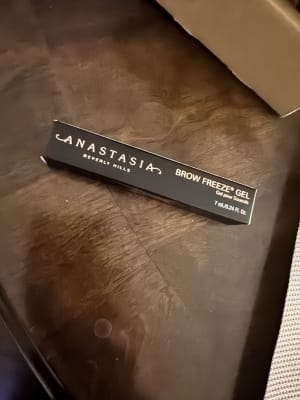 ANASTASIA
BEVERLY HILLS
BROW FREEZE® GEL
Gel pour Sourcils
7 mL/0.24 Fl. Oz.